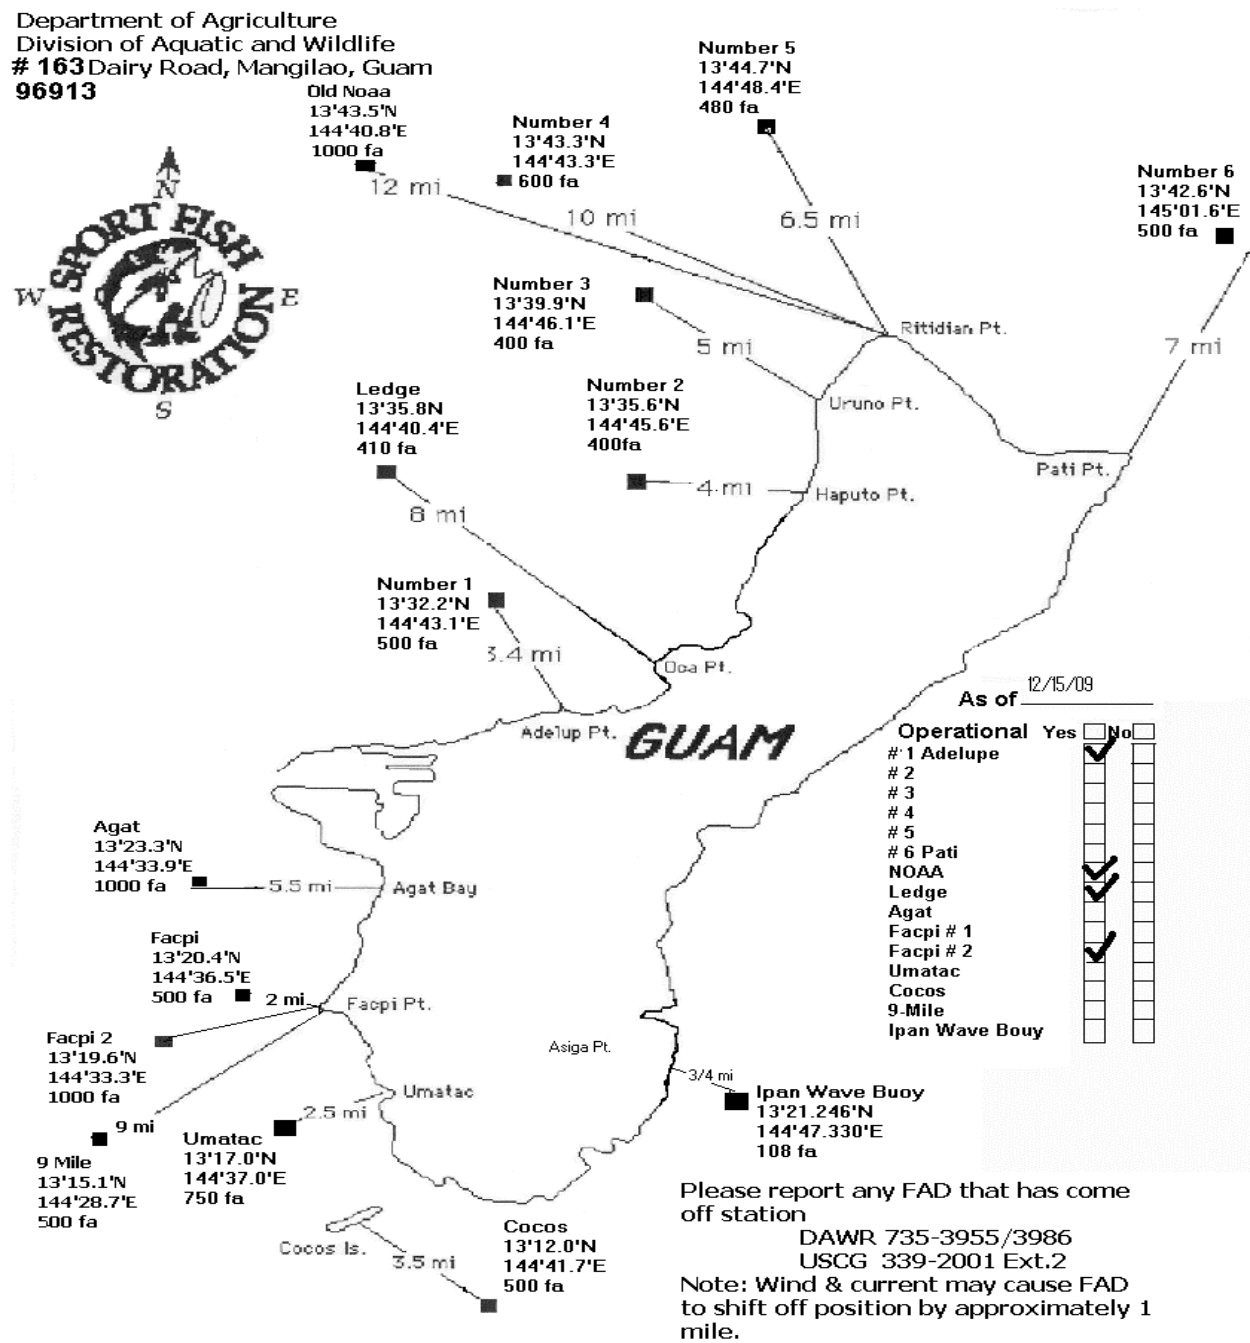 Department of Agriculture
Division of Aquatic and Wildlife
# 163 Dairy Road, Mangilao, Guam
96913
Old Noaa
13'43.5'N
144'40.8'E
1000 fa
12 mi
Number 4
13'43.3'N
144'43.3'E
600 fa
10 mi
Number 5
13'44.7'N
144'48.4'E
480 fa
6.5 mi
Number 6
13'42.6'N
145'01.6'E
500 fa
7 mi
N
W
E
S
SPORT FISH
RESTORATION
Number 3
13'39.9'N
144'46.1'E
400 fa
5 mi
Ritidian Pt.
Uruno Pt.
Ledge
13'35.8N
144'40.4'E
410 fa
8 mi
Number 2
13'35.6'N
144'45.6'E
400fa
4 mi
Haputo Pt.
Pati Pt.
Number 1
13'32.2'N
144'43.1'E
500 fa
3.4 mi
Oca Pt.
Adelup Pt.
GUAM
As of 12/15/09
Operational Yes No
# 1 Adelupe
# 2
# 3
# 4
# 5
# 6 Pati
NOAA
Ledge
Agat
Facpi # 1
Facpi # 2
Umatac
Cocos
9-Mile
Ipan Wave Bouy
Agat
13'23.3'N
144'33.9'E
1000 fa
5.5 mi
Agat Bay
Facpi
13'20.4'N
144'36.5'E
500 fa
2 mi
Facpi Pt.
Facpi 2
13'19.6'N
144'33.3'E
1000 fa
9 mi
9 Mile
13'15.1'N
144'28.7'E
500 fa
Umatac
2.5 mi
Umatac
13'17.0'N
144'37.0'E
750 fa
Asiga Pt.
3/4 mi
Ipan Wave Buoy
13'21.246'N
144'47.330'E
108 fa
Cocos Is.
3.5 mi
Cocos
13'12.0'N
144'41.7'E
500 fa
Please report any FAD that has come
off station
DAWR 735-3955/3986
USCG 339-2001 Ext.2
Note: Wind & current may cause FAD
to shift off position by approximately 1
mile.